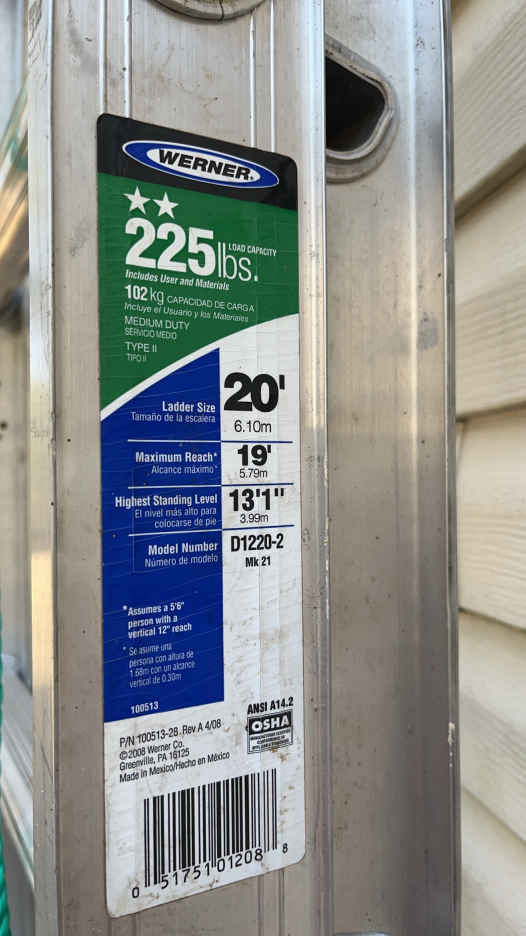 WERNER®
225lbs.
LOAD CAPACITY
Includes User and Materials
102 kg CAPACIDAD DE CARGA
Incluye el Usuario y los Materiales
MEDIUM DUTY
SERVICIO MEDIO
TYPE II
TIPO II
Ladder Size
Tamaño de la escalera
20'
6.10m
Maximum Reach*
Alcance máximo*
19'
5.79m
Highest Standing Level
El nivel más alto para
colocarse de pie
13'1"
3.99m
Model Number
Número de modelo
D1220-2
Mk 21
*Assumes a 5'6"
person with a
vertical 12" reach
* Se asume una
persona con altura de
1.68m con un alcance
vertical de 0.30m
100513
ANSI A14.2
OSHA
P/N 100513-28 Rev A 4/08
©2008 Werner Co.
Greenville, PA 16125
Made in Mexico/Hecho en México
0 51751 01208 8